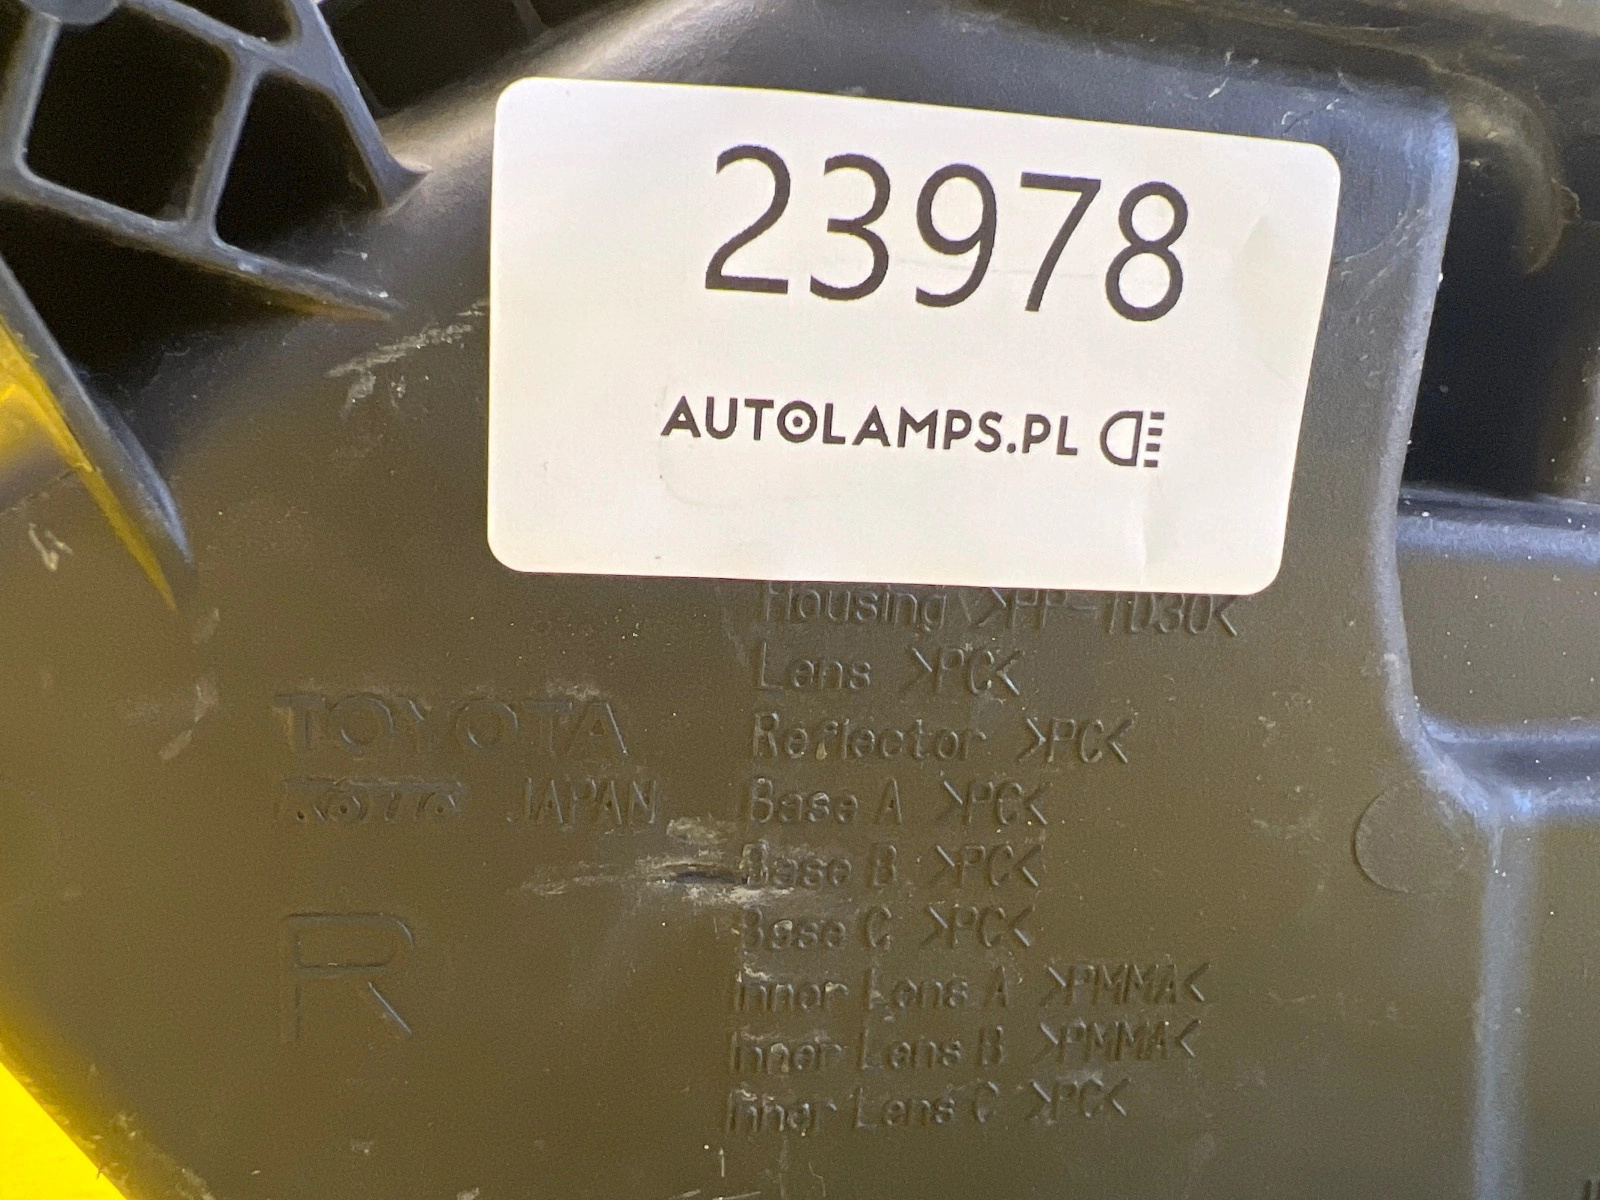 23978
AUTOLAMPS.PL
Housing >PP-TD30<
Lens >PC<
Reflector >PC<
Base A >PC<
Base B >PC<
Base C >PC<
Inner Lens A >PMMA<
Inner Lens B >PMMA<
Inner Lens C >PC<
TOYOTA
KOITO JAPAN
R